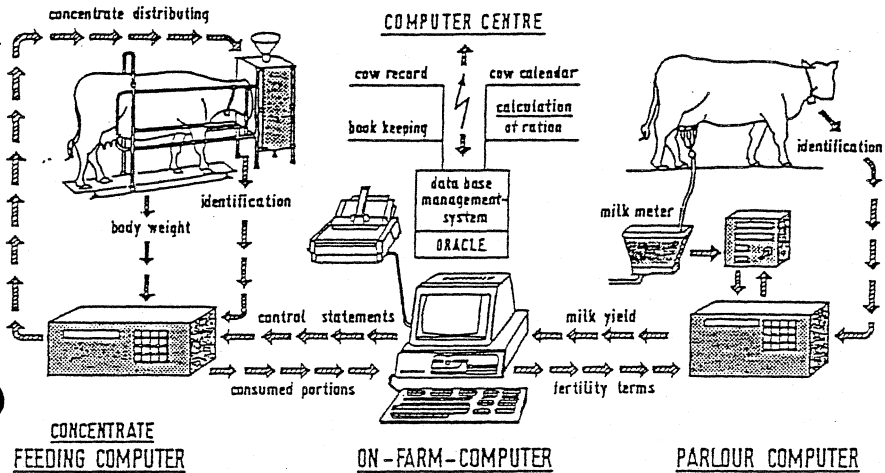 concentrate distributing
COMPUTER CENTRE
cow record
cow calendar
calculation
of ration
book keeping
identification
identification
data base
management-
system
ORACLE
milk meter
body weight
control statements
milk yield
consumed portions
fertility terms
CONCENTRATE
FEEDING COMPUTER
ON-FARM-COMPUTER
PARLOUR COMPUTER